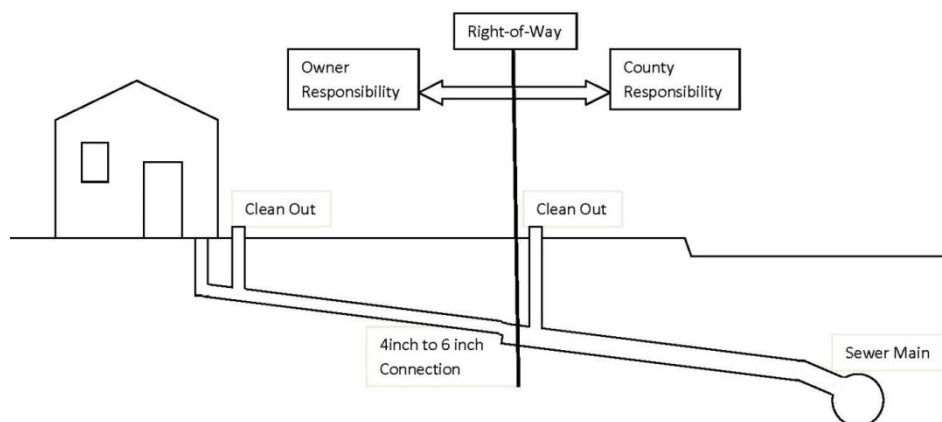 Right-of-Way
Owner
Responsibility
County
Responsibility
Clean Out
Clean Out
4inch to 6 inch
Connection
Sewer Main